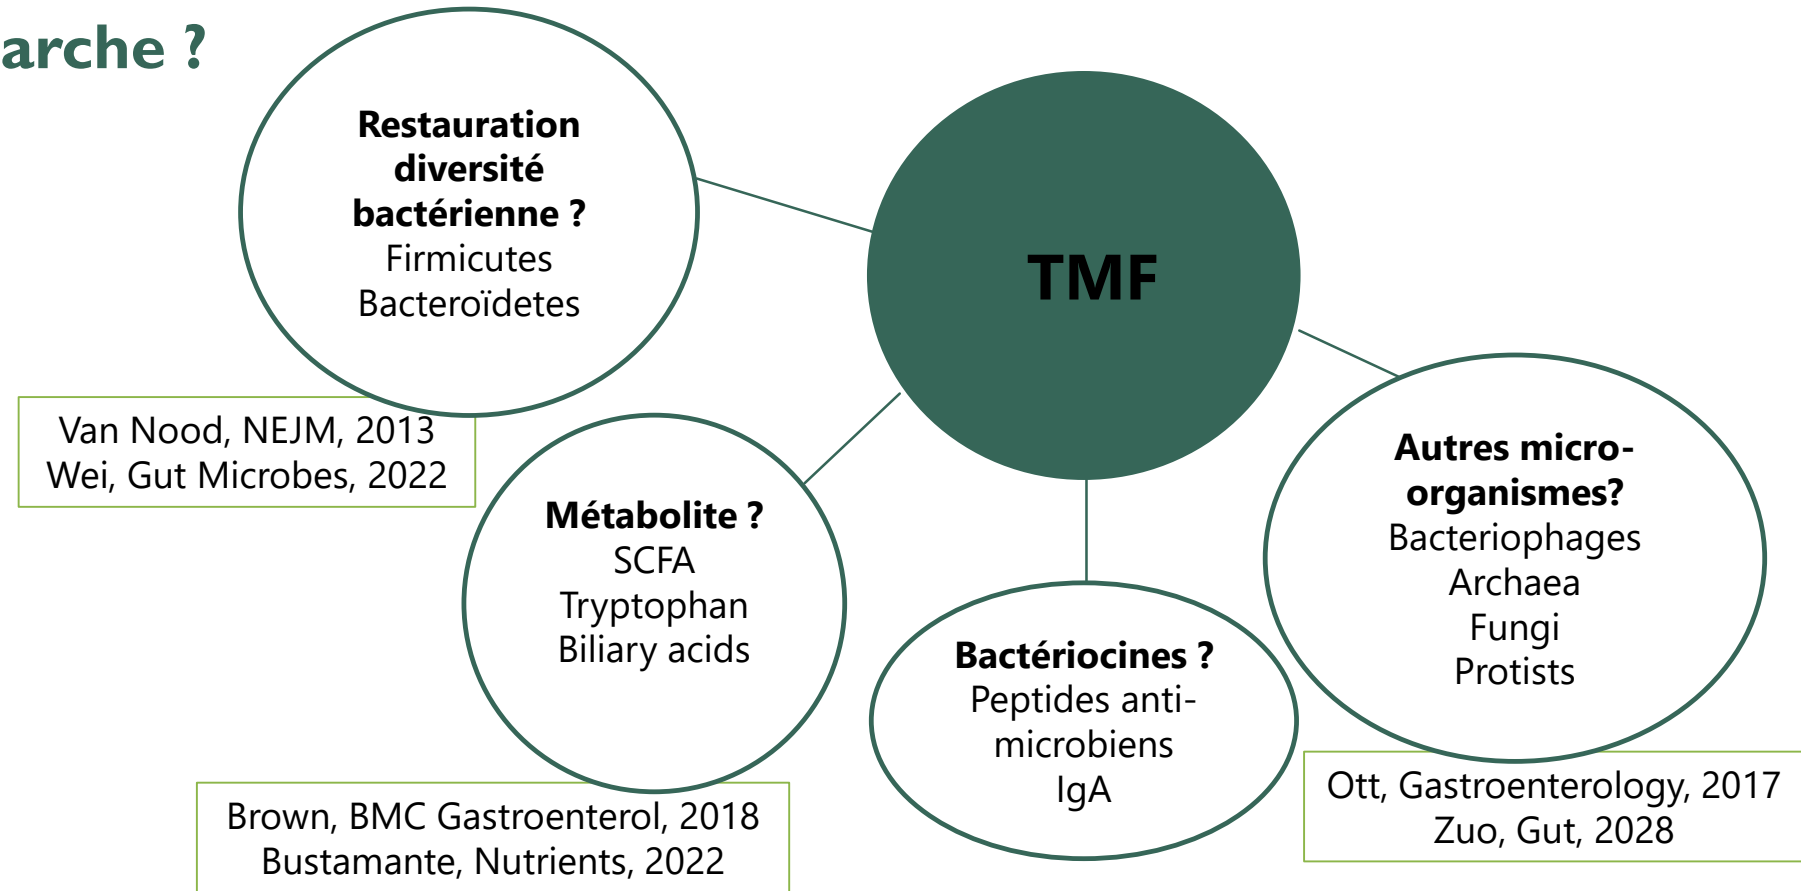 arche ?
Restauration
diversité
bactérienne ?
Firmicutes
Bacteroïdetes
TMF
Van Nood, NEJM, 2013
Wei, Gut Microbes, 2022
Métabolite ?
SCFA
Tryptophan
Biliary acids
Brown, BMC Gastroenterol, 2018
Bustamante, Nutrients, 2022
Bactériocines ?
Peptides anti-
microbiens
IgA
Autres micro-
organismes?
Bacteriophages
Archaea
Fungi
Protists
Ott, Gastroenterology, 2017
Zuo, Gut, 2028